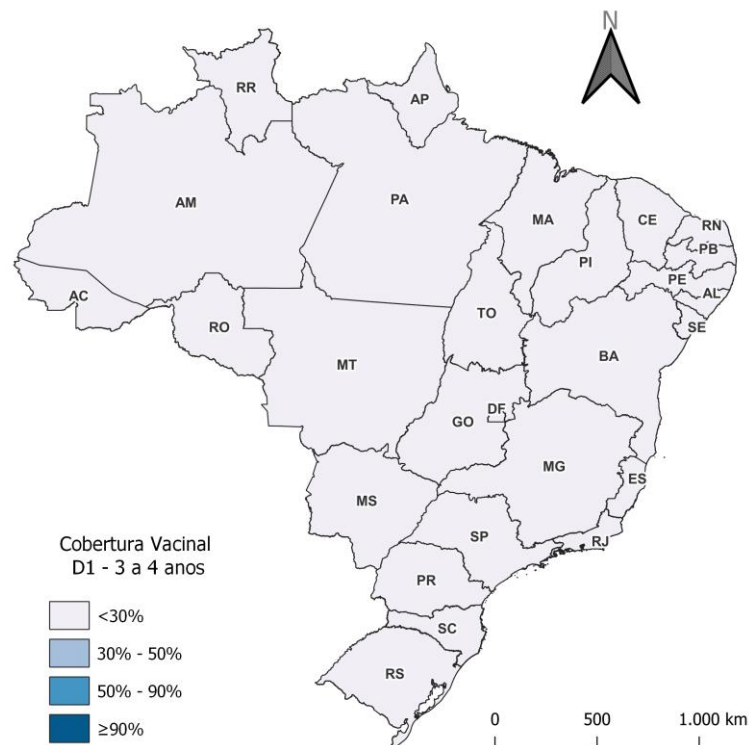 N
RR
AP
AM
PA
MA
CE
RN
PB
PI
PE
AL
AC
TO
SE
RO
BA
MT
DF
GO
MG
ES
MS
SP
RJ
PR
SC
RS
Cobertura Vacinal
D1 - 3 a 4 anos
<30%
30% - 50%
50% - 90%
≥90%
0 500 1.000 km